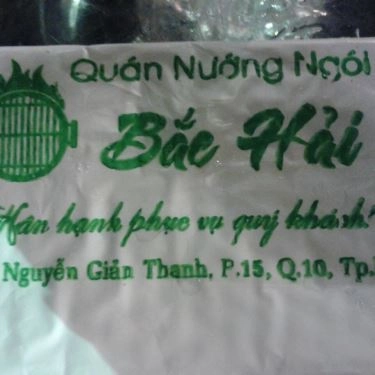 Quán Nướng Ngói
Bắc Hải
Hân hạnh phục vụ quý khách!
Nguyễn Giản Thanh, P.15, Q.10, Tp.